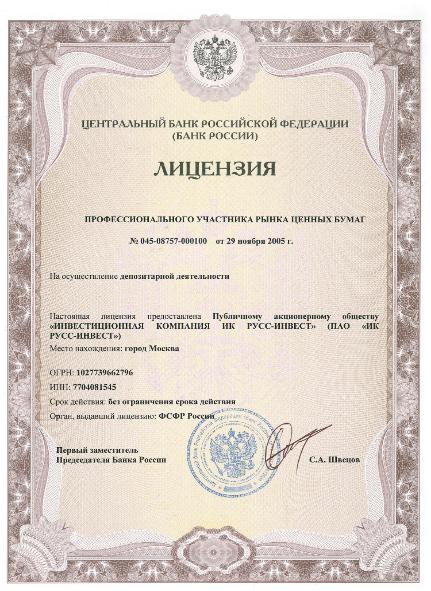 ЦЕНТРАЛЬНЫЙ БАНК РОССИЙСКОЙ ФЕДЕРАЦИИ
(БАНК РОССИИ)
ЛИЦЕНЗИЯ
ПРОФЕССИОНАЛЬНОГО УЧАСТНИКА РЫНКА ЦЕННЫХ БУМАГ
№ 045-08757-000100 от 29 ноября 2005 г.
На осуществление депозитарной деятельности
Настоящая лицензия предоставлена Публичному акционерному обществу
«ИНВЕСТИЦИОННАЯ КОМПАНИЯ ИК РУСС-ИНВЕСТ» (ПАО «ИК
РУСС-ИНВЕСТ»)
Место нахождения: город Москва
ОГРН: 1027739662796
ИНН: 7704081545
Срок действия: без ограничения срока действия
Орган, выдавший лицензию: ФСФР России
Первый заместитель
Председателя Банка России
С.А. Швецов